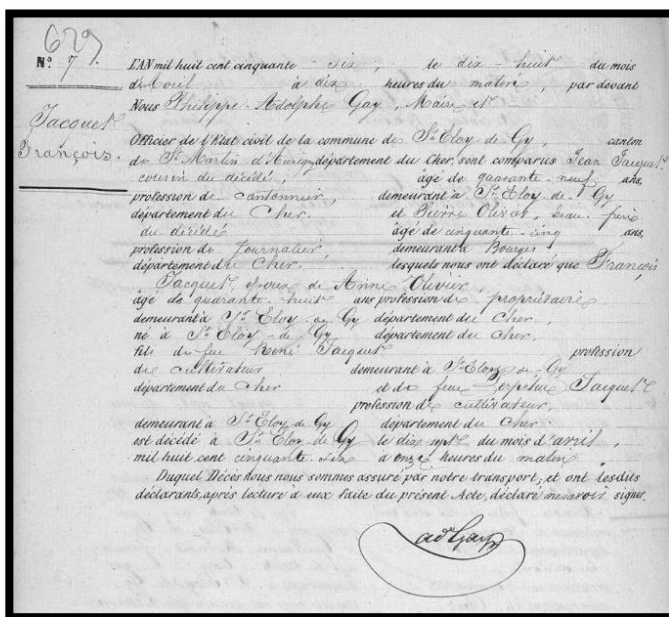 629
N.º 7.
Jacquet
François.
L'AN mil huit cent cinquante-six, le dix-huit du mois
d'avril à dix heures du matin, par devant
Nous Philippe Adolphe Gay, Maire et
Officier de l'Etat civil de la commune de St Eloy de Gy, canton
de St Martin d'Auxigny département du Cher, sont comparus Jean Jacquet
cousin du décédé, âgé de quarante-neuf ans,
profession de cantonnier, demeurant à St Eloy-de-Gy
département du Cher et Pierre Olivier, beau-frère
du décédé âgé de cinquante-cinq ans,
profession de Journalier, demeurant à Bourges
département du Cher. lesquels nous ont déclaré que François
Jacquet, époux de Anne Olivier,
âgé de quarante-huit ans profession de propriétaire
demeurant à St Eloy-de-Gy département du Cher,
né à St Eloy-de-Gy département du Cher,
fils de feu René Jacquet profession
de cultivateur demeurant à St Eloy-de-Gy
département du Cher et de feue Perpétue Jacquet
profession de cultivateur,
demeurant à St Eloy de Gy département du Cher
est décédé à St Eloy de Gy le dix sept du mois d'avril,
mil huit cent cinquante six à onze heures du matin
Duquel Décès nous nous sommes assuré par notre transport; et ont lesdits
déclarants, après lecture à eux faite du présent Acte, déclaré ne savoir signer
ad Gay